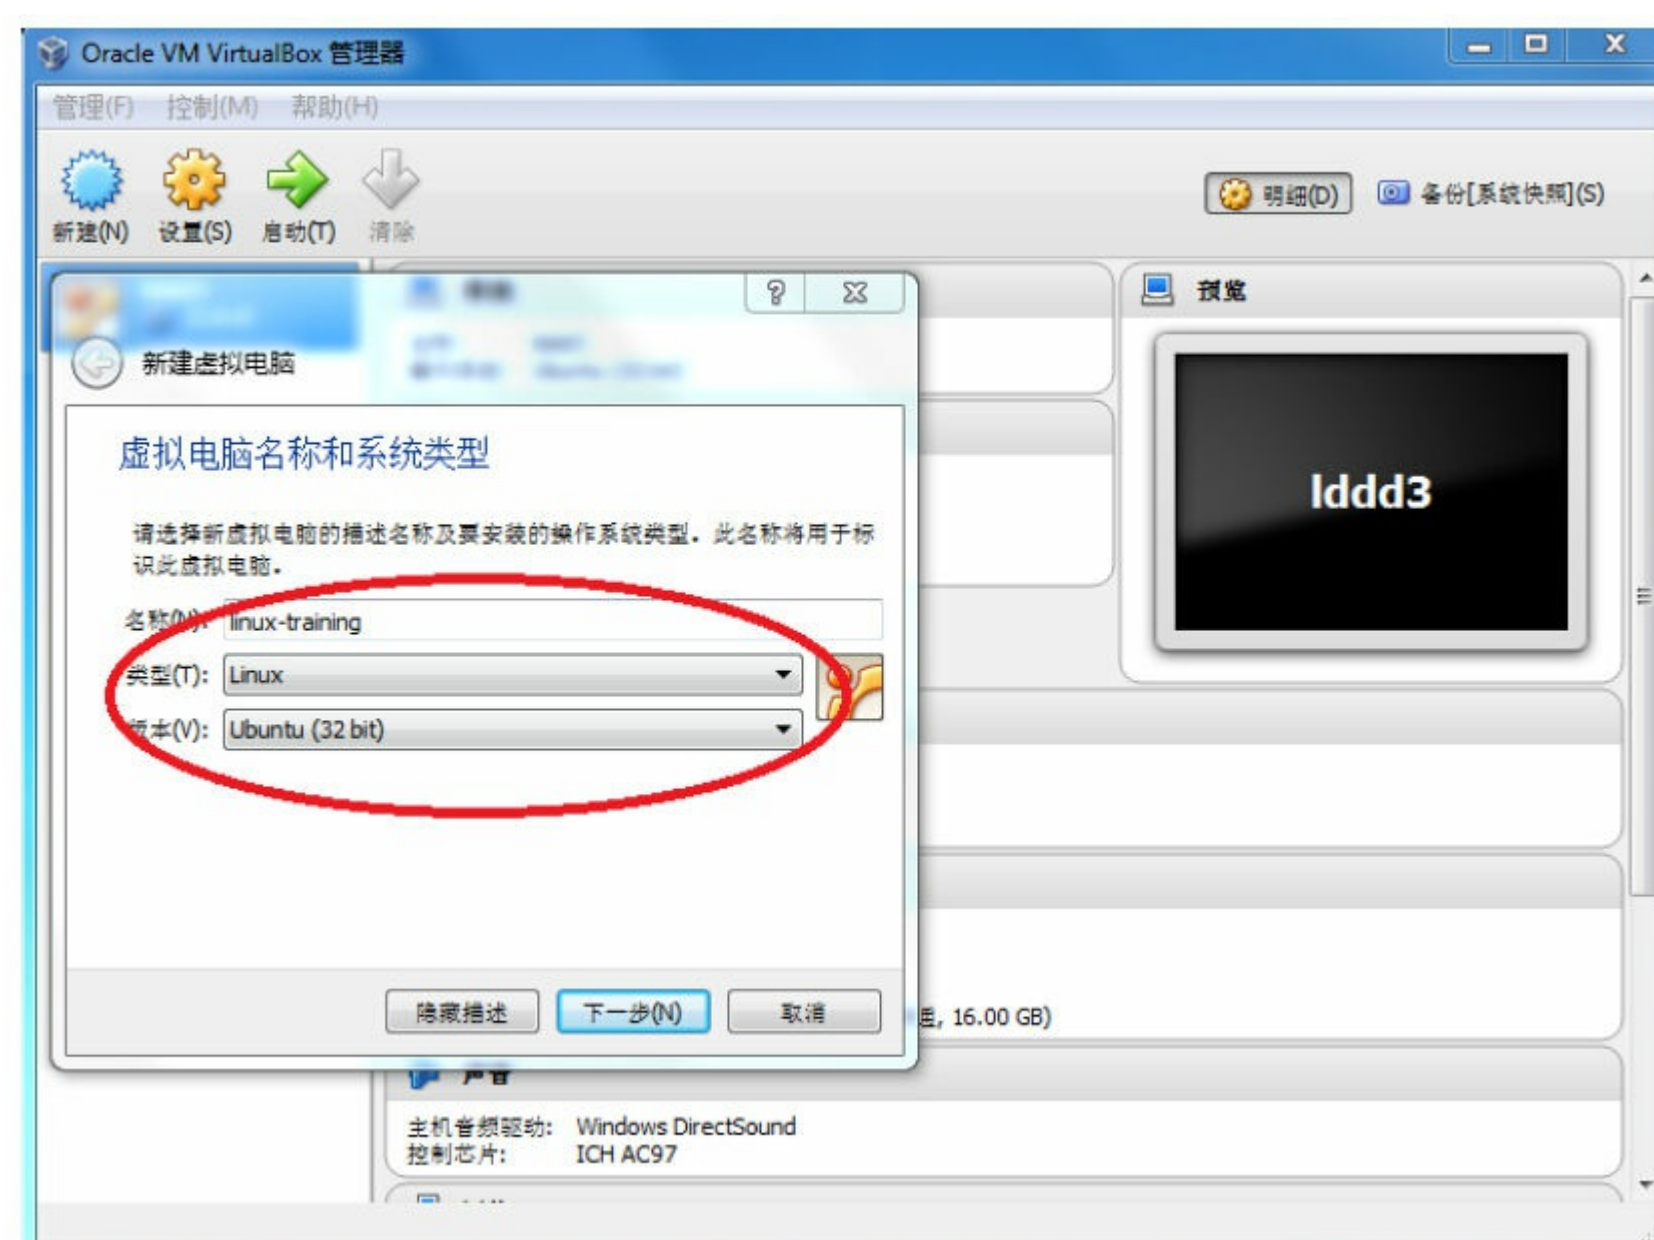 Oracle VM VirtualBox 管理器
管理(F) 控制(M) 帮助(H)
新建(N) 设置(S) 启动(T) 清除
明细(D) 备份[系统快照](S)
预览
新建虚拟电脑
lddd3
虚拟电脑名称和系统类型
请选择新虚拟电脑的描述名称及要安装的操作系统类型。此名称将用于标
识此虚拟电脑。
名称(N): linux-training
类型(T): Linux
版本(V): Ubuntu (32 bit)
隐藏描述 下一步(N) 取消
, 16.00 GB)
声音
主机音频驱动: Windows DirectSound
控制芯片: ICH AC97